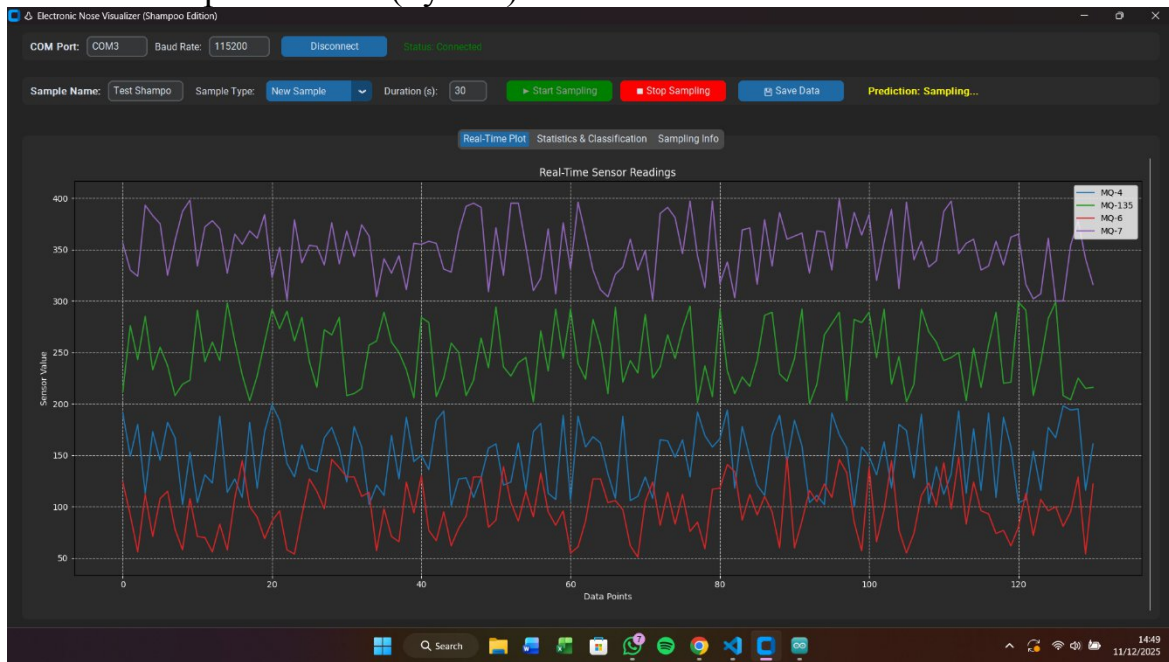 (
)
Electronic Nose Visualizer (Shampoo Edition)
COM Port: COM3 Baud Rate: 115200 Disconnect Status: Connected
Sample Name: Test Shampo Sample Type: New Sample Duration (s): 30 ► Start Sampling ■ Stop Sampling Save Data Prediction: Sampling...
Real-Time Plot Statistics & Classification Sampling Info
Real-Time Sensor Readings
MQ-4
MQ-135
MQ-6
MQ-7
400
350
300
250
200
150
100
50
Sensor Value
0 20 40 60 80 100 120
Data Points
Search 7 14:49
11/12/2025